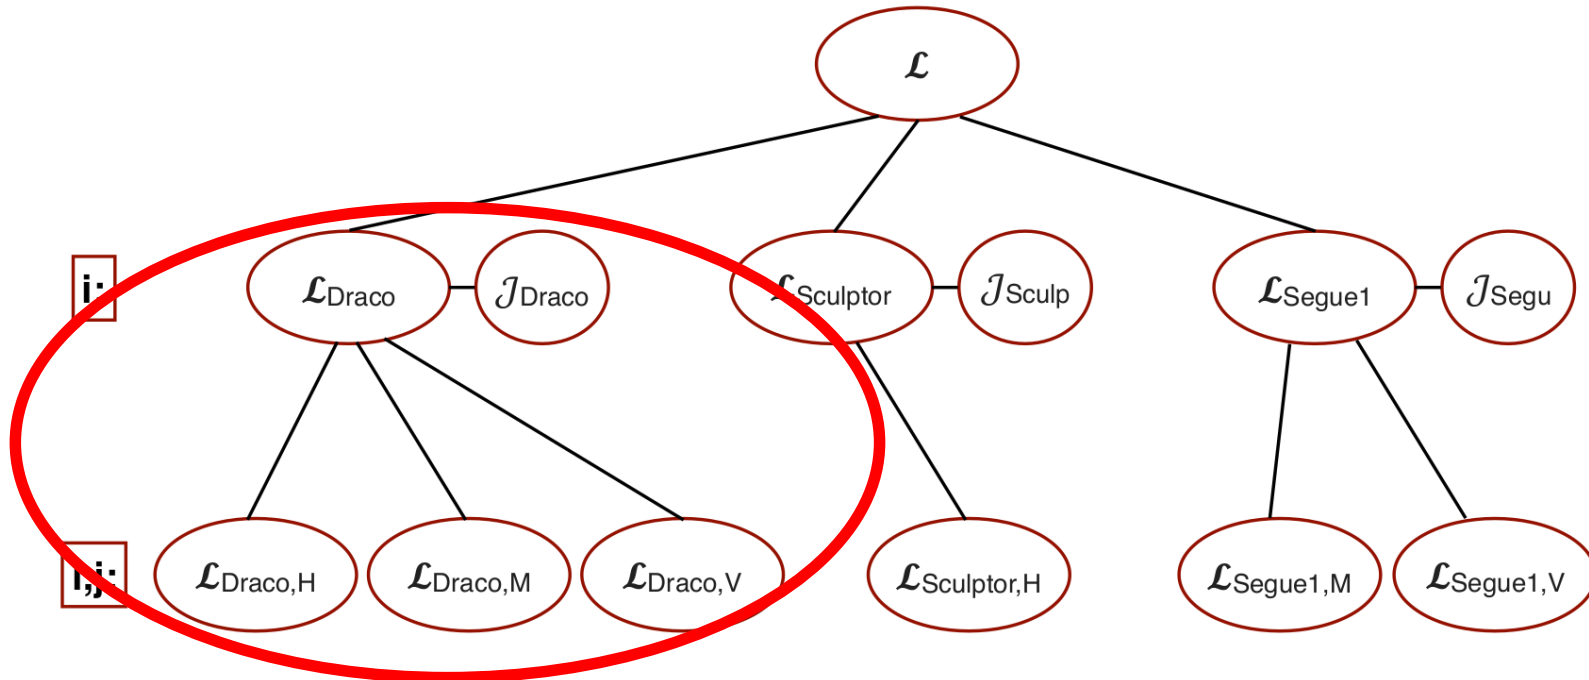 ℒ
i: ℒDraco 𝒥Draco ℒSculptor 𝒥Sculp ℒSegue1 𝒥Segu
i,j: ℒDraco,H ℒDraco,M ℒDraco,V ℒSculptor,H ℒSegue1,M ℒSegue1,V